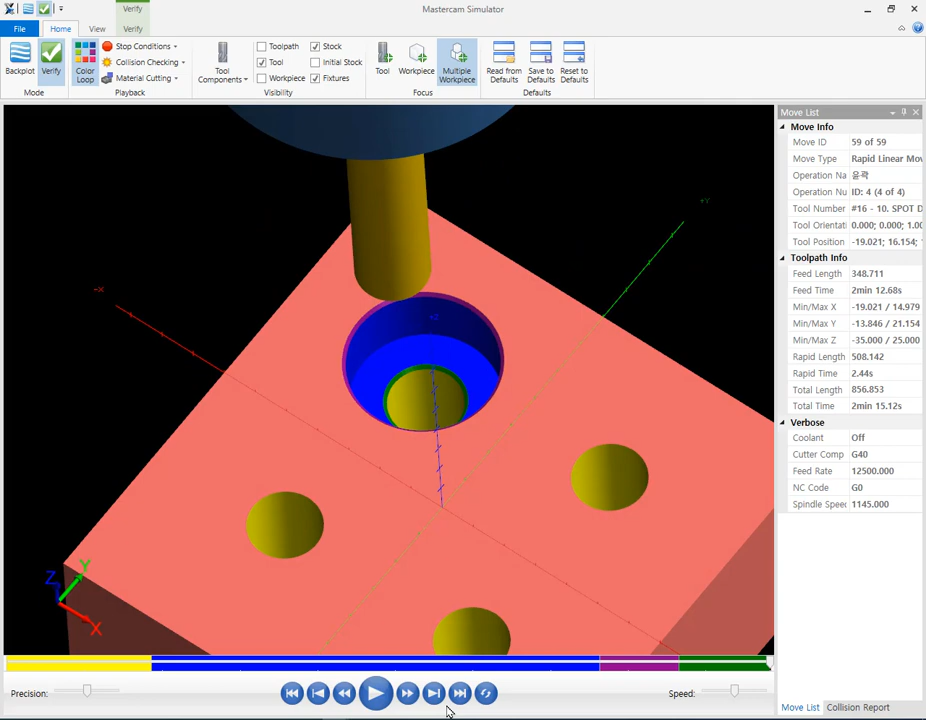 Verify
Mastercam Simulator
File
Home
View
Verify
Backplot
Verify
Mode
Color
Loop
Stop Conditions
Collision Checking
Material Cutting
Playback
Tool
Components
Toolpath
Tool
Workpiece
Stock
Initial Stock
Fixtures
Visibility
Tool
Workpiece
Multiple
Workpiece
Focus
Read from
Defaults
Save to
Defaults
Reset to
Defaults
Defaults
-X
+Y
+Z
Z
Y
X
Move List
Move Info
Move ID 59 of 59
Move Type Rapid Linear Mov
Operation Na 윤곽
Operation Nu ID: 4 (4 of 4)
Tool Number #16 - 10. SPOT D
Tool Orientati 0.000; 0.000; 1.00
Tool Position -19.021; 16.154;
Toolpath Info
Feed Length 348.711
Feed Time 2min 12.68s
Min/Max X -19.021 / 14.979
Min/Max Y -13.846 / 21.154
Min/Max Z -35.000 / 25.000
Rapid Length 508.142
Rapid Time 2.44s
Total Length 856.853
Total Time 2min 15.12s
Verbose
Coolant Off
Cutter Comp G40
Feed Rate 12500.000
NC Code G0
Spindle Speed 1145.000
Precision:
Speed:
Move List
Collision Report